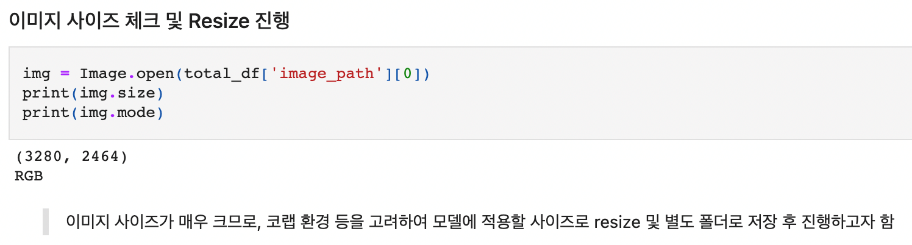 이미지 사이즈 체크 및 Resize 진행
img = Image.open(total_df['image_path'][0])
print(img.size)
print(img.mode)
(3280, 2464)
RGB
이미지 사이즈가 매우 크므로, 코랩 환경 등을 고려하여 모델에 적용할 사이즈로 resize 및 별도 폴더로 저장 후 진행하고자 함